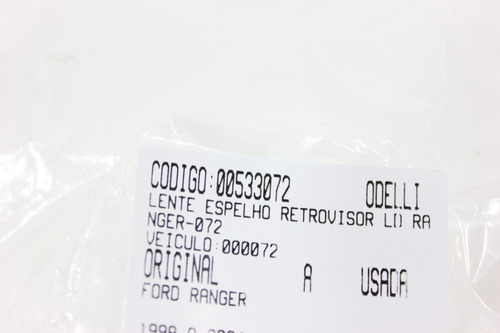 CODIGO:00533072 ODELLI
LENTE ESPELHO RETROVISOR LD RA
NGER-072
VEICULO:000072
ORIGINAL A USADA
FORD RANGER